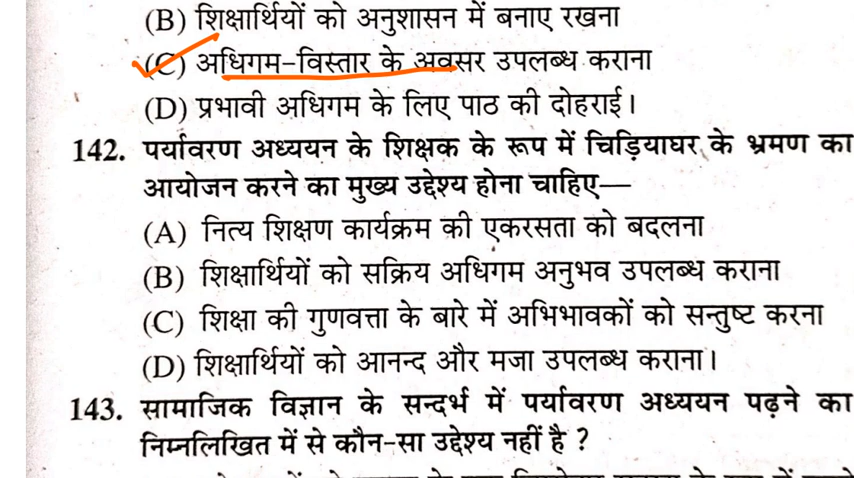 (B) शिक्षार्थियों को अनुशासन में बनाए रखना
(C) अधिगम-विस्तार के अवसर उपलब्ध कराना
(D) प्रभावी अधिगम के लिए पाठ की दोहराई।
142. पर्यावरण अध्ययन के शिक्षक के रूप में चिड़ियाघर के भ्रमण का
आयोजन करने का मुख्य उद्देश्य होना चाहिए—
(A) नित्य शिक्षण कार्यक्रम की एकरसता को बदलना
(B) शिक्षार्थियों को सक्रिय अधिगम अनुभव उपलब्ध कराना
(C) शिक्षा की गुणवत्ता के बारे में अभिभावकों को सन्तुष्ट करना
(D) शिक्षार्थियों को आनन्द और मजा उपलब्ध कराना।
143. सामाजिक विज्ञान के सन्दर्भ में पर्यावरण अध्ययन पढ़ने का
निम्नलिखित में से कौन-सा उद्देश्य नहीं है ?